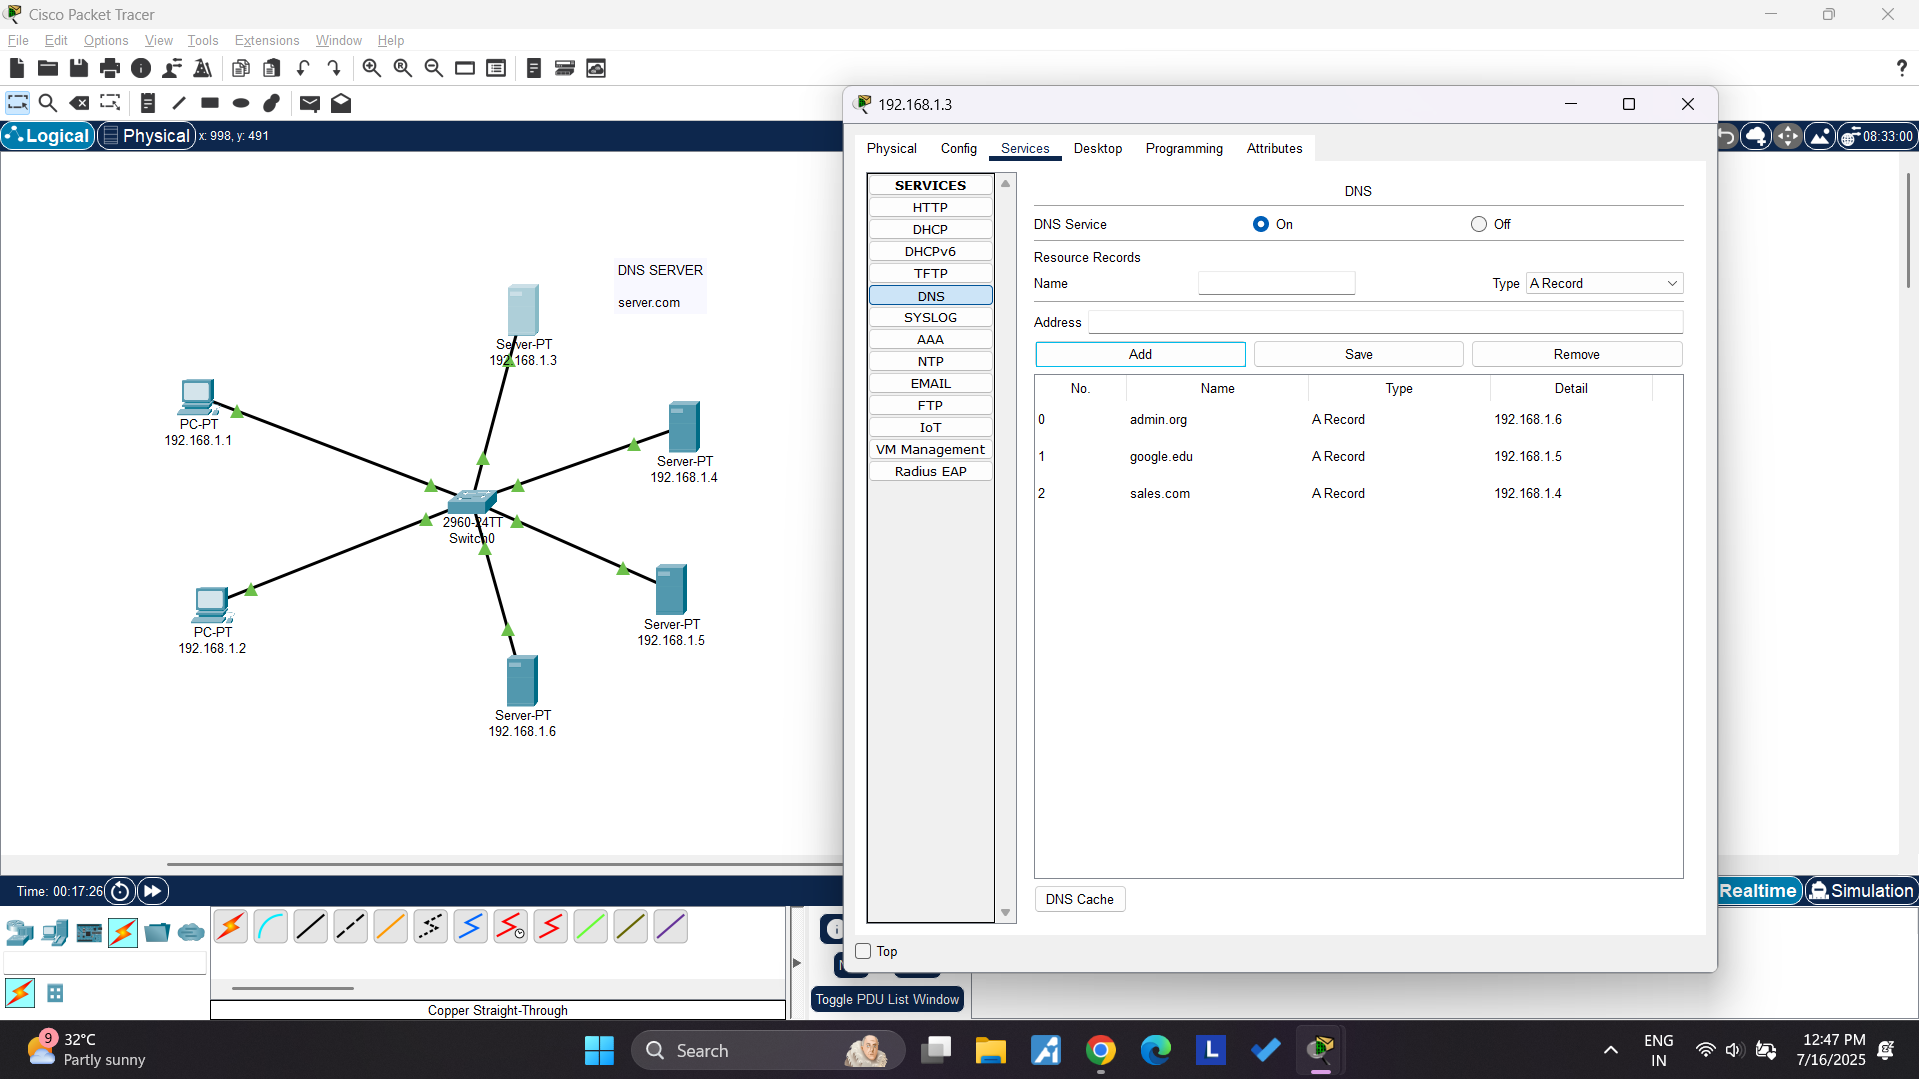 Cisco Packet Tracer
File Edit Options View Tools Extensions Window Help
Logical Physical x: 998, y: 491
08:33:00
DNS SERVER
server.com
Server-PT
192.168.1.3
PC-PT
192.168.1.1
Server-PT
192.168.1.4
2960-24TT
Switch0
Server-PT
192.168.1.5
PC-PT
192.168.1.2
Server-PT
192.168.1.6
192.168.1.3
Physical Config Services Desktop Programming Attributes
SERVICES
HTTP
DHCP
DHCPv6
TFTP
DNS
SYSLOG
AAA
NTP
EMAIL
FTP
IoT
VM Management
Radius EAP
DNS
DNS Service On Off
Resource Records
Name Type A Record
Address
Add Save Remove
No. Name Type Detail
0 admin.org A Record 192.168.1.6
1 google.edu A Record 192.168.1.5
2 sales.com A Record 192.168.1.4
DNS Cache
Top
Time: 00:17:26
Realtime Simulation
Copper Straight-Through
Toggle PDU List Window
9
32°C
Partly sunny
Search
ENG
IN
12:47 PM
7/16/2025